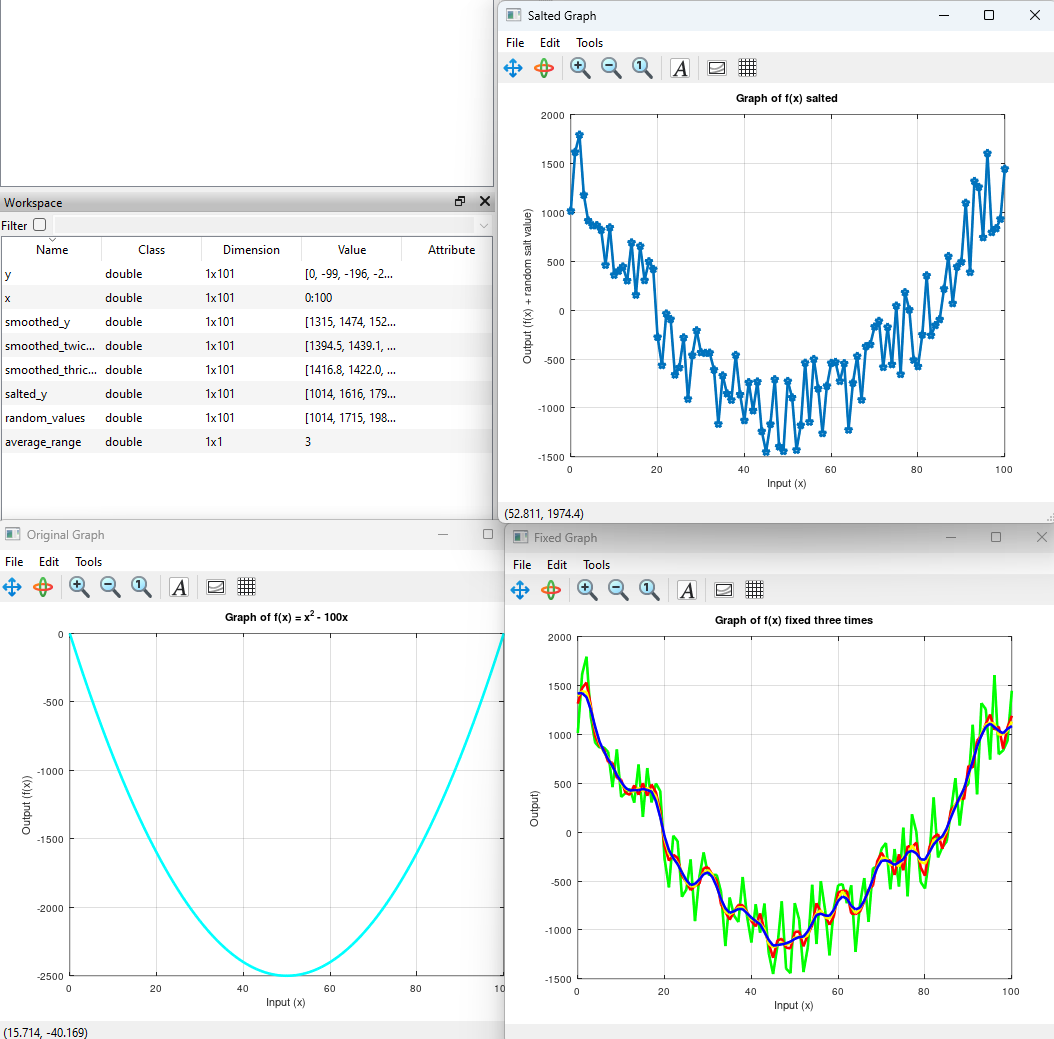 Salted Graph
File Edit Tools
A
Graph of f(x) salted
2000
1500
1000
500
0
-500
-1000
-1500
0 20 40 60 80 100
Output (f(x) + random salt value)
Input (x)
(52.811, 1974.4)
Workspace
Filter
Name Class Dimension Value Attribute
y double 1x101 [0, -99, -196, -2...
x double 1x101 0:100
smoothed_y double 1x101 [1315, 1474, 152...
smoothed_twic... double 1x101 [1394.5, 1439.1, ...
smoothed_thric... double 1x101 [1416.8, 1422.0, ...
salted_y double 1x101 [1014, 1616, 179...
random_values double 1x101 [1014, 1715, 198...
average_range double 1x1 3
Original Graph
File Edit Tools
A
Graph of f(x) = x² - 100x
0
-500
-1000
-1500
-2000
-2500
0 20 40 60 80 10
Output (f(x))
Input (x)
(15.714, -40.169)
Fixed Graph
File Edit Tools
A
Graph of f(x) fixed three times
2000
1500
1000
500
0
-500
-1000
-1500
0 20 40 60 80 100
Output)
Input (x)